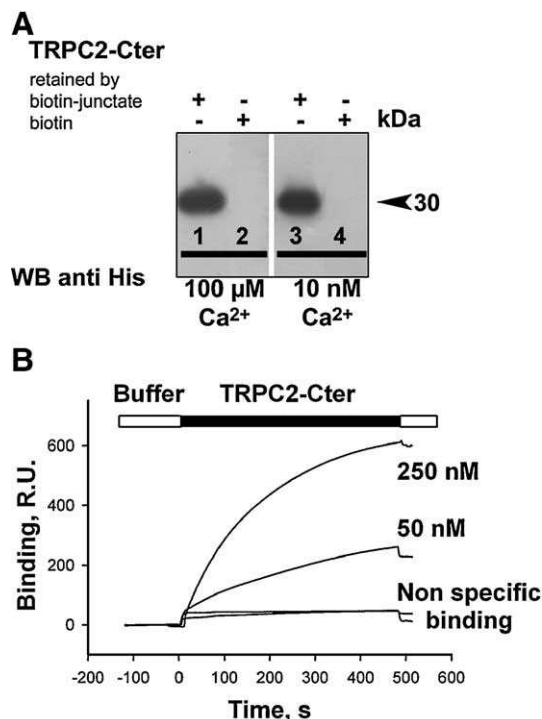 A
TRPC2-Cter
retained by
biotin-junctate + - + -
biotin - + - + kDa
30
1 2 3 4
WB anti His
100 µM 10 nM
Ca2+ Ca2+
B
Buffer TRPC2-Cter
600
250 nM
400
50 nM
200
Non specific
binding
0
Binding, R.U.
-200 -100 0 100 200 300 400 500 600
Time, s